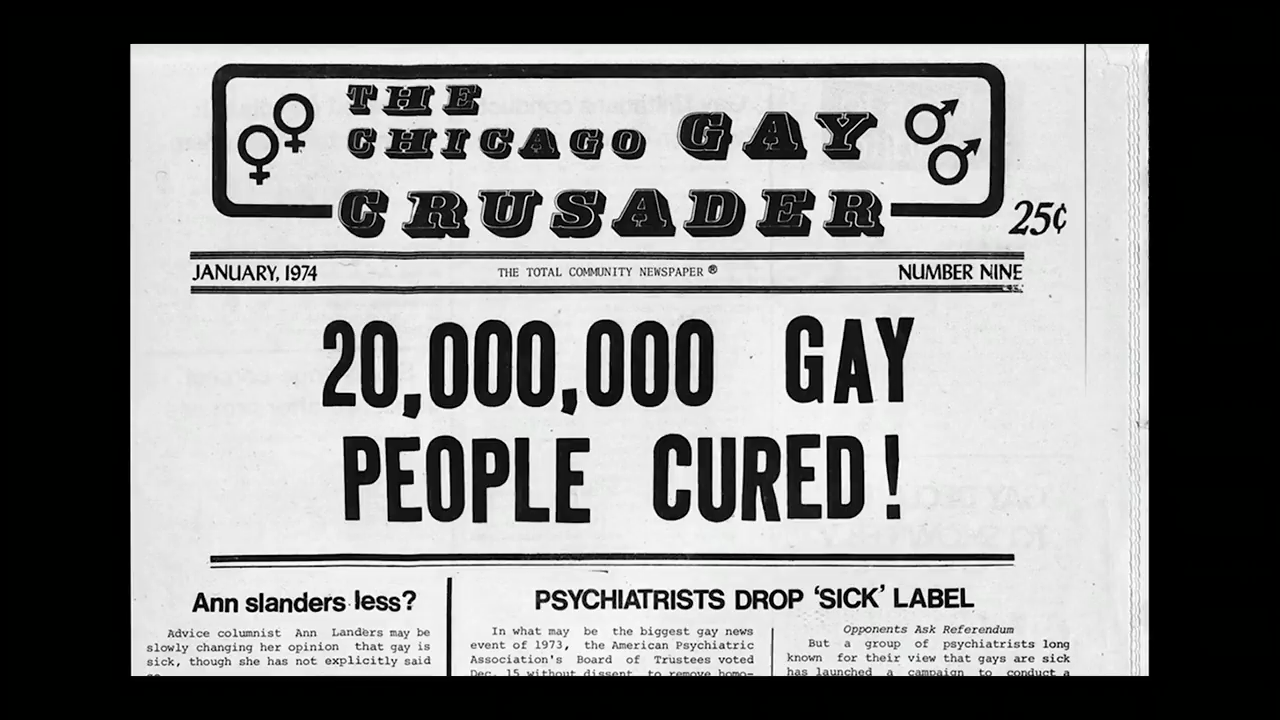 THE
CHICAGO GAY
CRUSADER
25¢
JANUARY, 1974
THE TOTAL COMMUNITY NEWSPAPER ®
NUMBER NINE
20,000,000 GAY
PEOPLE CURED!
Ann slanders less?
Advice columnist Ann Landers may be
slowly changing her opinion that gay is
sick, though she has not explicitly said
PSYCHIATRISTS DROP ‘SICK’ LABEL
In what may be the biggest gay news
event of 1973, the American Psychiatric
Association's Board of Trustees voted
Dec. 15 without dissent to remove homo-
Opponents Ask Referendum
But a group of psychiatrists long
known for their view that gays are sick
has launched a campaign to conduct a